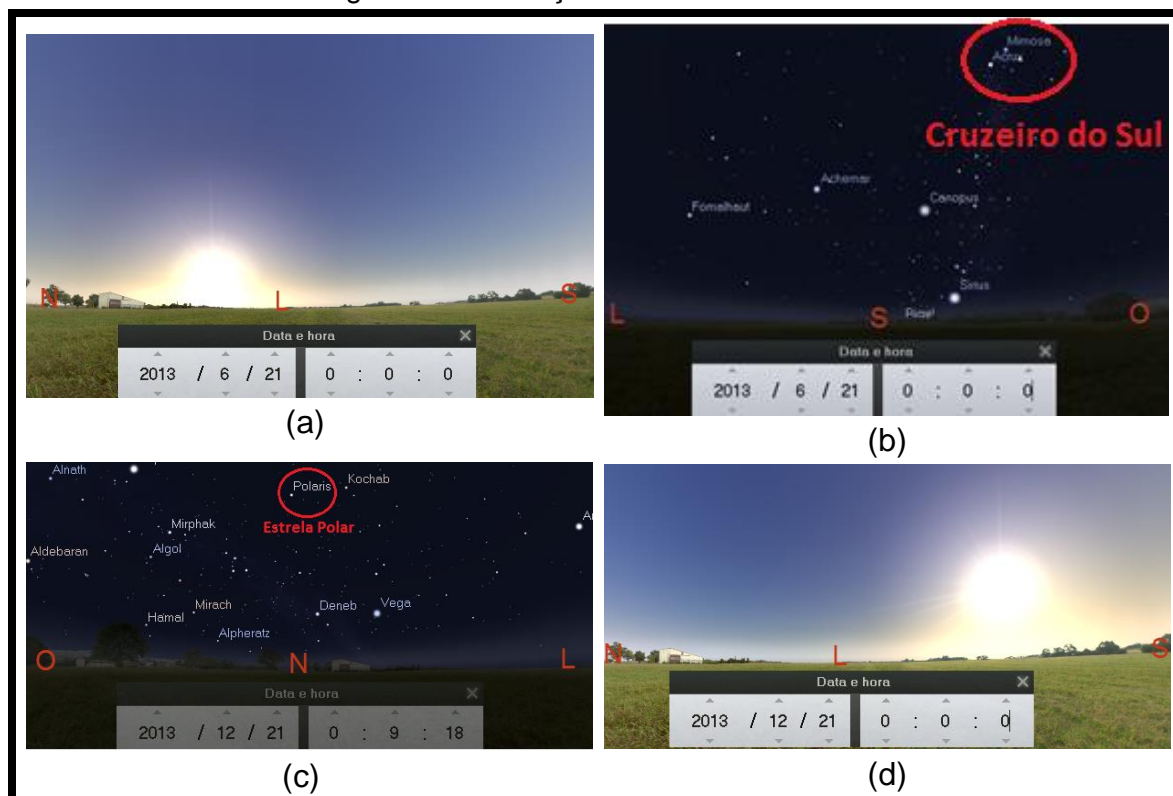 N
L
S
Data e hora
2013 / 6 / 21 0 : 0 : 0
(a)
Mimosa
Cruzeiro do Sul
Achernar
Fomalhaut
Canopus
Sirius
Rigel
L
S
O
Data e hora
2013 / 6 / 21 0 : 0 : 0
(b)
Alnath
Polaris
Kochab
Estrela Polar
Mirphak
Aldebaran
Algol
Mirach
Deneb
Vega
Hamal
Alpheratz
O
N
L
Data e hora
2013 / 12 / 21 0 : 9 : 18
(c)
N
L
S
Data e hora
2013 / 12 / 21 0 : 0 : 0
(d)